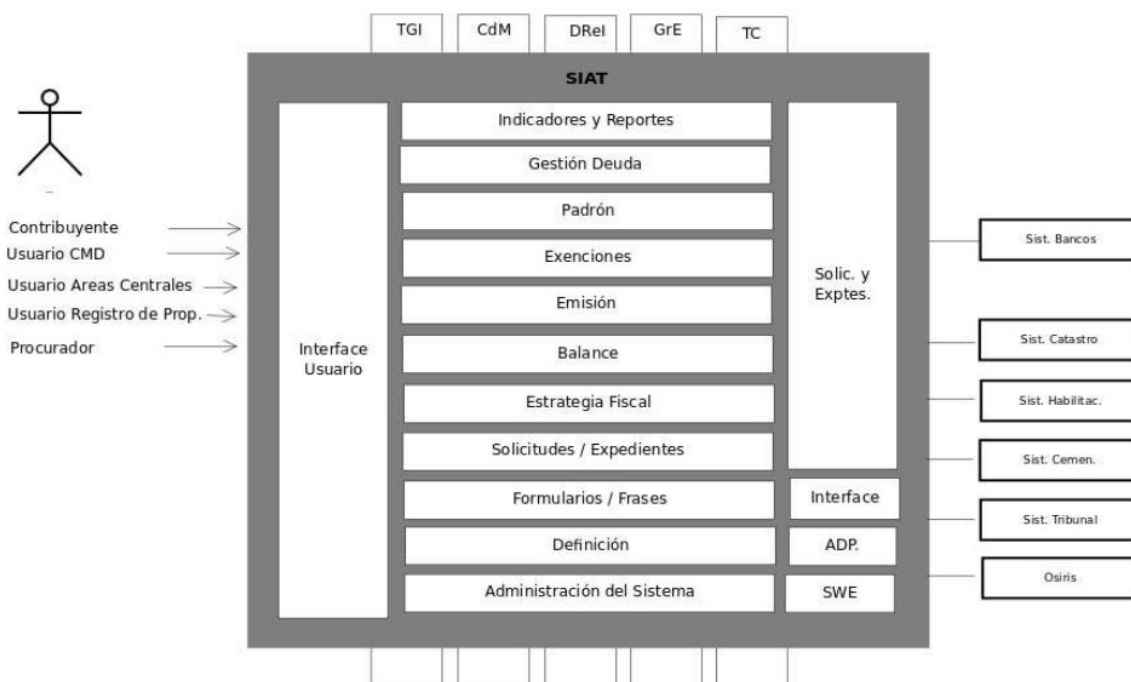 TGI
CdM
DReI
GrE
TC
SIAT
Contribuyente
Usuario CMD
Usuario Areas Centrales
Usuario Registro de Prop.
Procurador
Interface
Usuario
Indicadores y Reportes
Gestión Deuda
Padrón
Exenciones
Emisión
Balance
Estrategia Fiscal
Solicitudes / Expedientes
Formularios / Frases
Definición
Administración del Sistema
Solic. y
Exptes.
Interface
ADP.
SWE
Sist. Bancos
Sist. Catastro
Sist. Habilitac.
Sist. Cemen.
Sist. Tribunal
Osiris